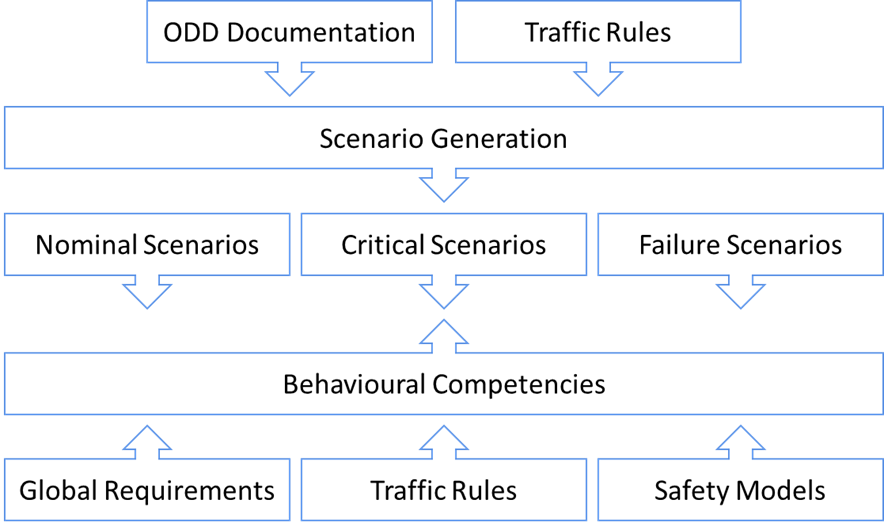 ODD Documentation
Traffic Rules
Scenario Generation
Nominal Scenarios
Critical Scenarios
Failure Scenarios
Behavioural Competencies
Global Requirements
Traffic Rules
Safety Models